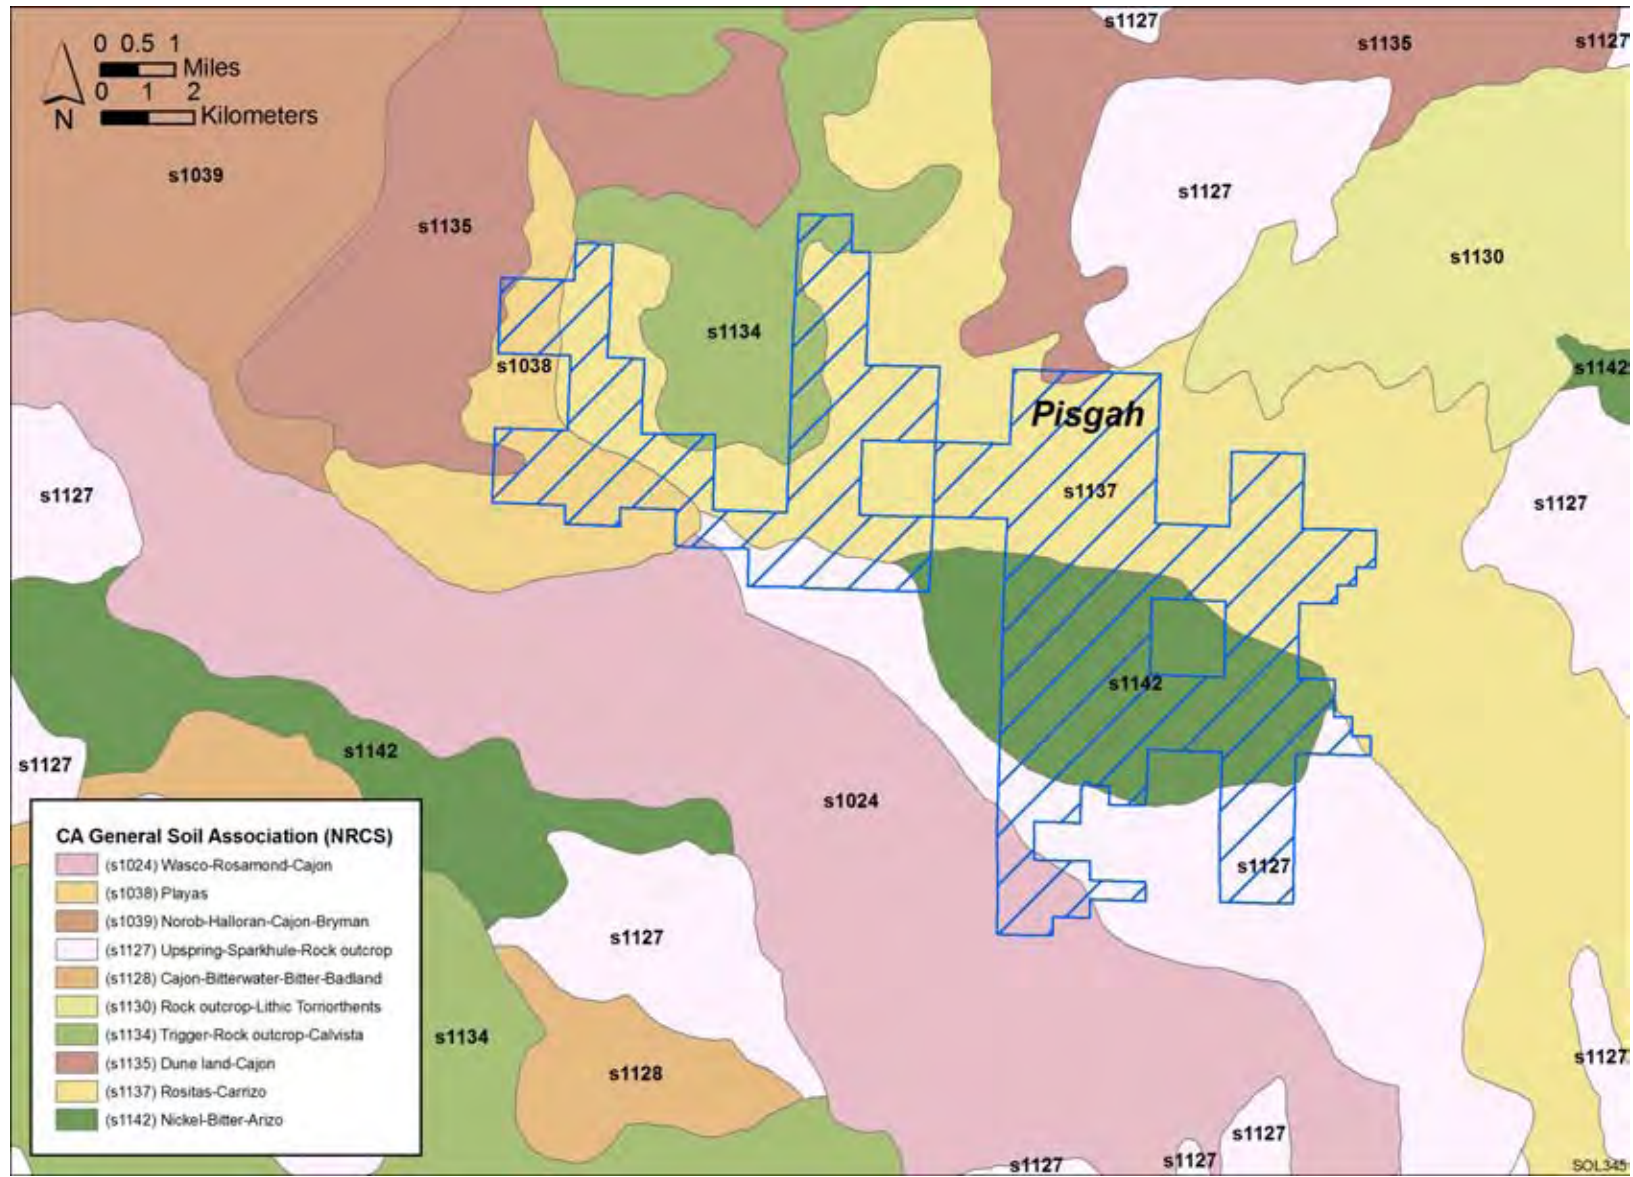 s1127
s1135
s1127
0 0.5 1
Miles
0 1 2
Kilometers
N
s1039
s1127
s1135
s1130
s1134
s1038
s1142
Pisgah
s1137
s1127
s1127
s1142
s1142
s1127
s1024
CA General Soil Association (NRCS)
(s1024) Wasco-Rosamond-Cajon
(s1038) Playas
(s1039) Norob-Halloran-Cajon-Bryman
(s1127) Upspring-Sparkhule-Rock outcrop
(s1128) Cajon-Bitterwater-Bitter-Badland
(s1130) Rock outcrop-Lithic Torriorthents
(s1134) Trigger-Rock outcrop-Calvista
(s1135) Dune land-Cajon
(s1137) Rositas-Carrizo
(s1142) Nickel-Bitter-Arizo
s1127
s1127
s1134
s1128
s1127
s1127
s1127
s1127
SOL345